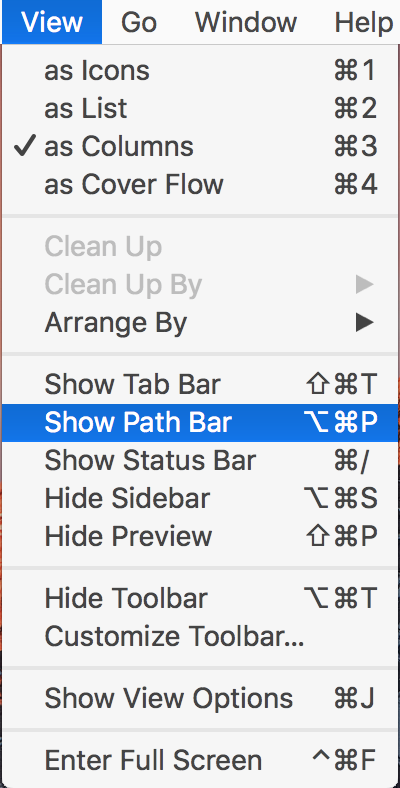 View Go Window Help
as Icons ⌘1
as List ⌘2
✓ as Columns ⌘3
as Cover Flow ⌘4
Clean Up
Clean Up By ▶
Arrange By ▶
Show Tab Bar ⇧⌘T
Show Path Bar ⌥⌘P
Show Status Bar ⌘/
Hide Sidebar ⌥⌘S
Hide Preview ⇧⌘P
Hide Toolbar ⌥⌘T
Customize Toolbar...
Show View Options ⌘J
Enter Full Screen ^⌘F